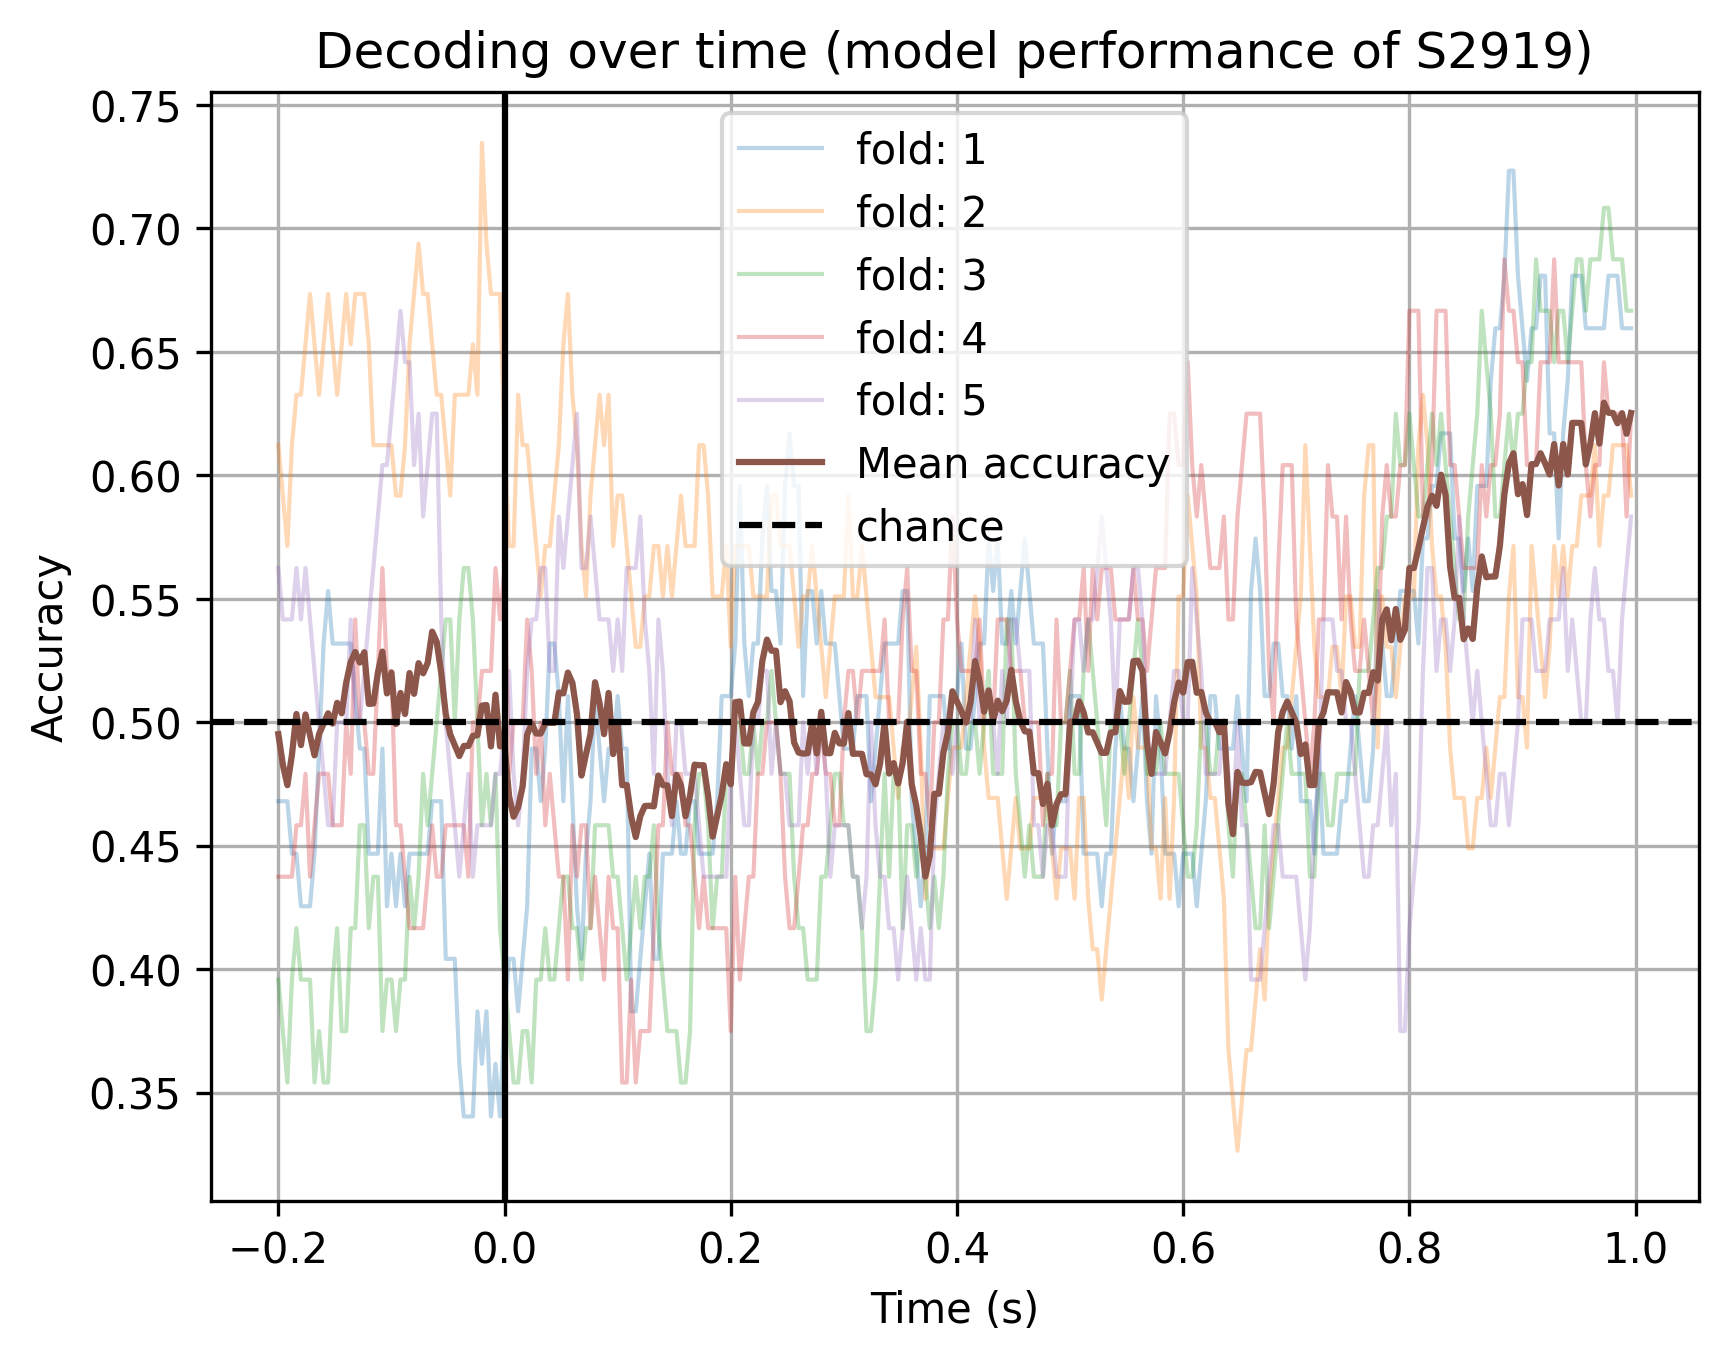 Decoding over time (model performance of S2919)
Accuracy
0.75
0.70
0.65
0.60
0.55
0.50
0.45
0.40
0.35
fold: 1
fold: 2
fold: 3
fold: 4
fold: 5
Mean accuracy
chance
−0.2
0.0
0.2
0.4
0.6
0.8
1.0
Time (s)